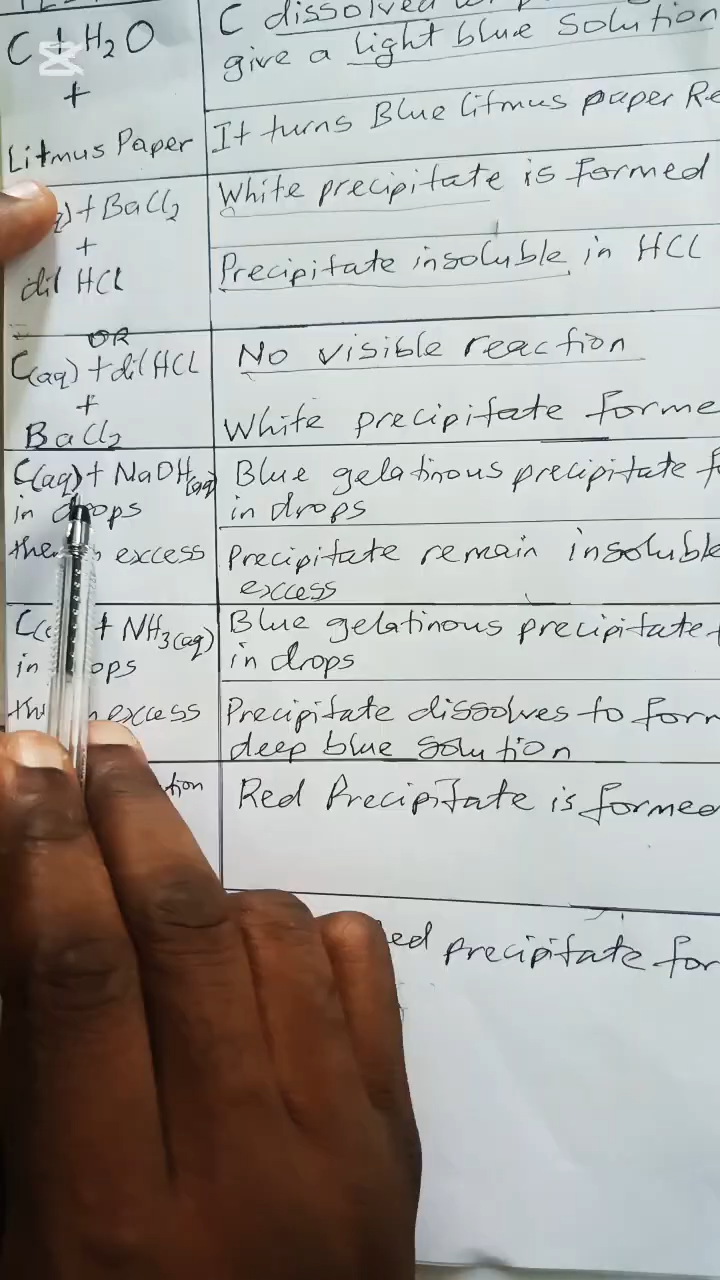 C dissolved
C + H2O
give a light blue solution
+
Litmus Paper
It turns Blue litmus paper Re
White precipitate is formed
+ BaCl2
+
dil HCl
Precipitate insoluble in HCl
OR
C(aq) + dil HCl
No visible reaction
+
BaCl2
White precipitate forme
C(aq) + NaOH(aq)
in drops
Blue gelatinous precipitate f
in drops
excess
Precipitate remain insoluble
excess
+ NH3(aq)
in
Blue gelatinous precipitate
in drops
excess
Precipitate dissolves to form
deep blue solution
tion
Red Precipitate is formed
ed precipitate for